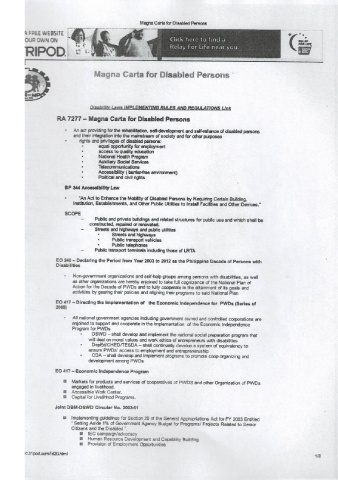 Magna Carta for Disabled Persons
A FREE WEBSITE
OUR OWN ON
TRIPOD.
Click here to find a
Relay For Life near you
Magna Carta for Disabled Persons
Disability Laws IMPLEMENTING RULES AND REGULATIONS Link
RA 7277 – Magna Carta for Disabled Persons
An act providing for the rehabilitation, self-development and self-reliance of disabled persons
and their integration into the mainstream of society and for other purposes
rights and privileges of disabled persons:
equal opportunity for employment
access to quality education
National Health Program
Auxiliary Social Services
Telecommunications
Accessibility ( barrier-free environment)
Political and civil rights
BP 344 Accessibility Law
"An Act to Enhance the Mobility of Disabled Persons by Requiring Certain Building,
Institution, Establishments, and Other Public Utilities to Install Facilities and Other Devices."
SCOPE
– Public and private buildings and related structures for public use and which shall be
constructed, repaired or renovated.
– Streets and highways and public utilities
Streets and highways
Public transport vehicles
Public telephones
– Public transport terminals including those of LRTA
EO 240 – Declaring the Period from Year 2003 to 2012 as the Philippine Decade of Persons with
Disabilities
Non-government organizations and self-help groups among persons with disabilities, as well
as other organizations are hereby enjoined to take full cognizance of the National Plan of
Action for the Decade of PWDs and to fully cooperate in the attainment of its goals and
activities by gearing their policies and aligning their programs to said National Plan
EO 417 – Directing the Implementation of the Economic Independence for PWDs (Series of
2005)
All national government agencies including government owned and controlled corporations are
enjoined to support and cooperate in the implementation of the Economic Independence
Program for PWDs
DSWD – shall develop and implement the national social preparation program that
will deal on moral values and work ethics of entrepreneurs with disabilities.
DepEd/CHED/TESDA – shall continually develop a system of equivalency to
ensure PWDs' access to employment and entrepreneurship
CDA – shall develop and implement programs to promote coop organizing and
development among PWDs
EO 417 – Economic Independence Program
Markets for products and services of cooperatives of PWDS and other Organization of PWDs
engaged in livelihood.
Accessible Work Center.
Capital for Livelihood Programs.
Joint DBM-DSWD Circular No. 2003-01
Implementing guidelines for Section 29 of the General Appropriations Act for FY 2003 Entitled
" Setting Aside 1% of Government Agency Budget for Programs/ Projects Related to Senior
Citizens and the Disabled "
IEC campaign/advocacy
Human Resource Development and Capability Building
Provision of Employment Opportunities